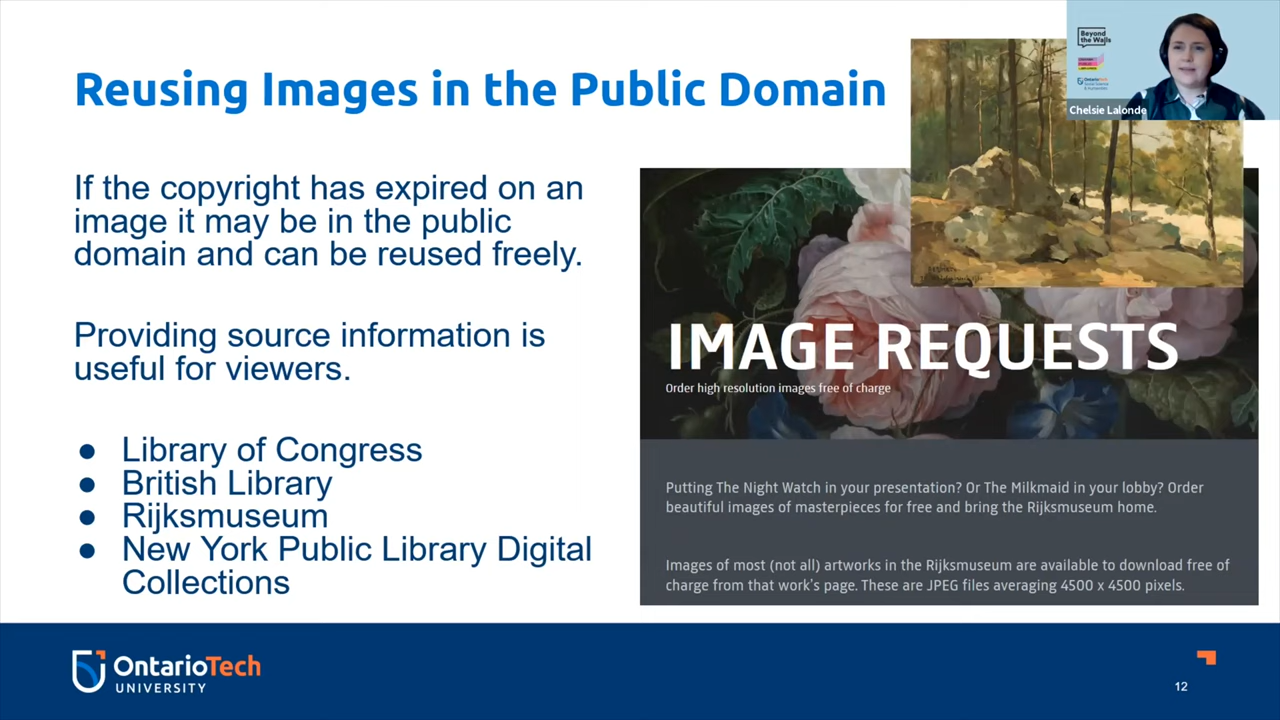 Reusing Images in the Public Domain
If the copyright has expired on an
image it may be in the public
domain and can be reused freely.
Providing source information is
useful for viewers.
● Library of Congress
● British Library
● Rijksmuseum
● New York Public Library Digital
Collections
Beyond
the Walls
OntarioTech
Chelsie Lalonde
IMAGE REQUESTS
Order high resolution images free of charge
Putting The Night Watch in your presentation? Or The Milkmaid in your lobby? Order
beautiful images of masterpieces for free and bring the Rijksmuseum home.
Images of most (not all) artworks in the Rijksmuseum are available to download free of
charge from that work's page. These are JPEG files averaging 4500 x 4500 pixels.
OntarioTech
UNIVERSITY
12